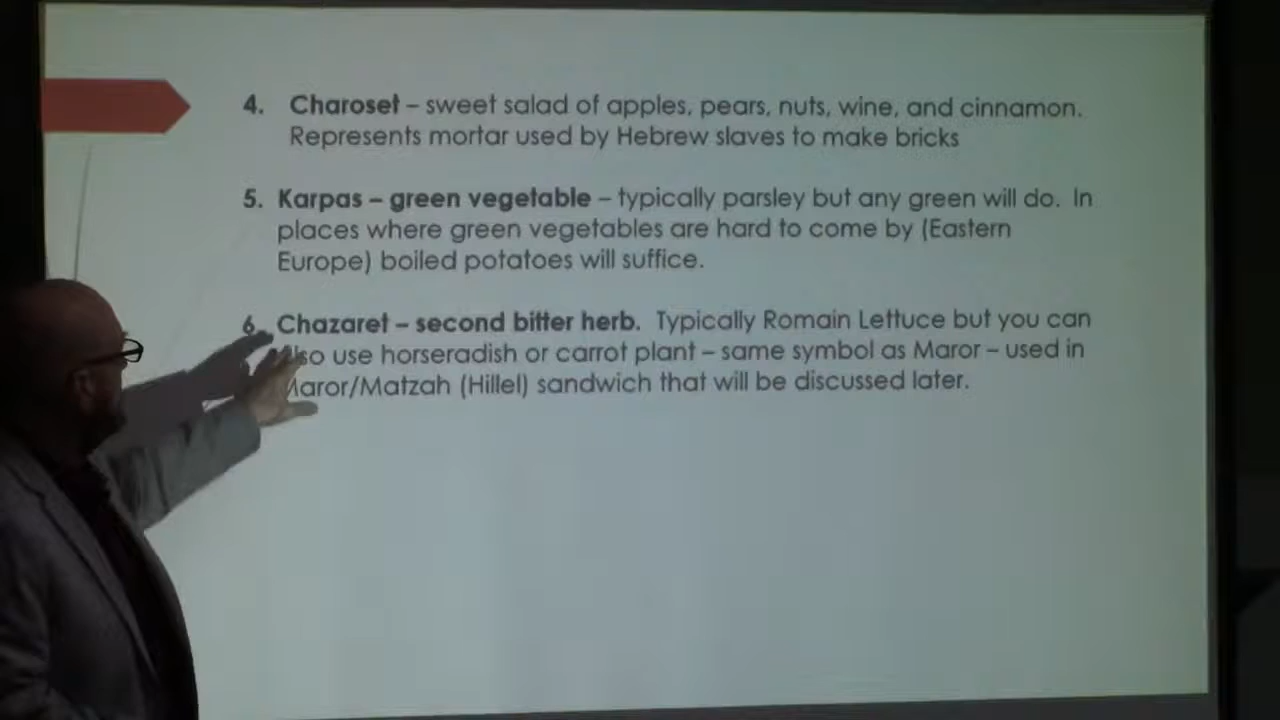 4. Charoset – sweet salad of apples, pears, nuts, wine, and cinnamon.
Represents mortar used by Hebrew slaves to make bricks
5. Karpas – green vegetable – typically parsley but any green will do. In
places where green vegetables are hard to come by (Eastern
Europe) boiled potatoes will suffice.
6. Chazaret – second bitter herb. Typically Romain Lettuce but you can
also use horseradish or carrot plant – same symbol as Maror – used in
Maror/Matzah (Hillel) sandwich that will be discussed later.